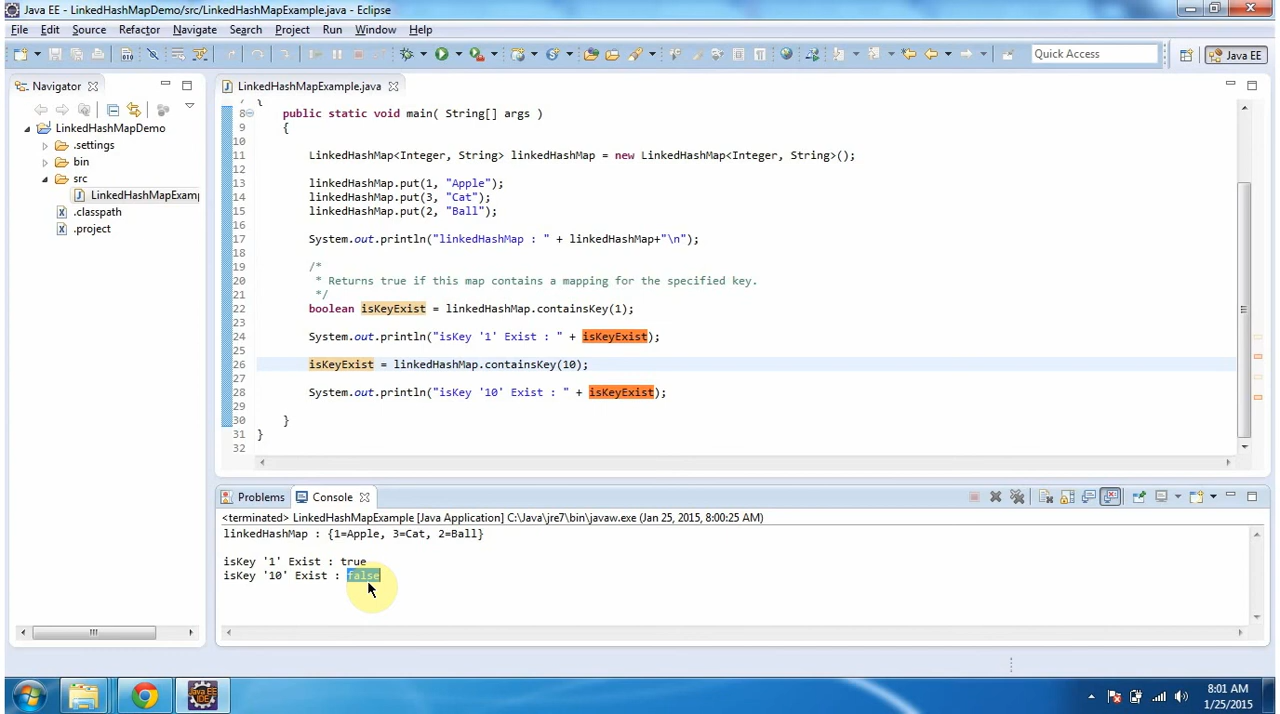 Java EE - LinkedHashMapDemo/src/LinkedHashMapExample.java - Eclipse
File Edit Source Refactor Navigate Search Project Run Window Help
Quick Access
Java EE
Navigator
LinkedHashMapDemo
.settings
bin
src
LinkedHashMapExamp
.classpath
.project
LinkedHashMapExample.java
7 {
8 public static void main( String[] args )
9 {
10
11 LinkedHashMap<Integer, String> linkedHashMap = new LinkedHashMap<Integer, String>();
12
13 linkedHashMap.put(1, "Apple");
14 linkedHashMap.put(3, "Cat");
15 linkedHashMap.put(2, "Ball");
16
17 System.out.println("linkedHashMap : " + linkedHashMap+"\n");
18
19 /*
20 * Returns true if this map contains a mapping for the specified key.
21 */
22 boolean isKeyExist = linkedHashMap.containsKey(1);
23
24 System.out.println("isKey '1' Exist : " + isKeyExist);
25
26 isKeyExist = linkedHashMap.containsKey(10);
27
28 System.out.println("isKey '10' Exist : " + isKeyExist);
29
30 }
31 }
32
Problems Console
<terminated> LinkedHashMapExample [Java Application] C:\Java\jre7\bin\javaw.exe (Jan 25, 2015, 8:00:25 AM)
linkedHashMap : {1=Apple, 3=Cat, 2=Ball}
isKey '1' Exist : true
isKey '10' Exist : false
Java EE
IDE
8:01 AM
1/25/2015